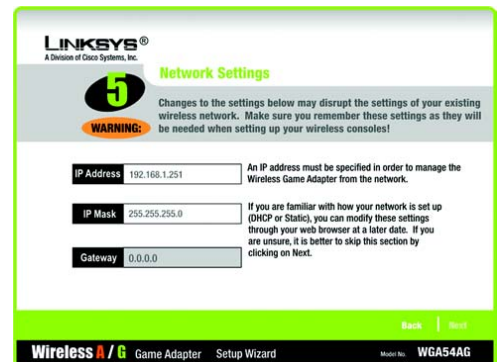 LINKSYS®
A Division of Cisco Systems, Inc.
5
Network Settings
WARNING:
Changes to the settings below may disrupt the settings of your existing
wireless network. Make sure you remember these settings as they will
be needed when setting up your wireless consoles!
IP Address 192.168.1.251
An IP address must be specified in order to manage the
Wireless Game Adapter from the network.
IP Mask 255.255.255.0
If you are familiar with how your network is set up
(DHCP or Static), you can modify these settings
through your web browser at a later date. If you
are unsure, it is better to skip this section by
clicking on Next.
Gateway 0.0.0.0
Back Next
Wireless A / G Game Adapter Setup Wizard Model No. WGA54AG